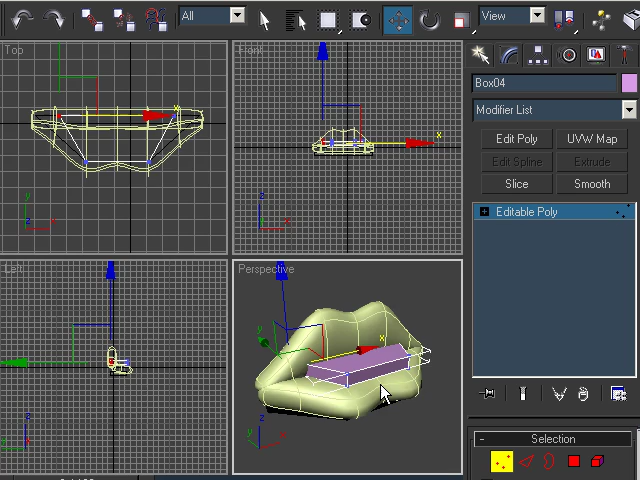 All
View
Top
Front
Box04
Modifier List
Edit Poly
UVW Map
Edit Spline
Extrude
Slice
Smooth
Editable Poly
x
x
y
z
x
z
x
Left
Perspective
y
x
z
x
z
y
x
- Selection